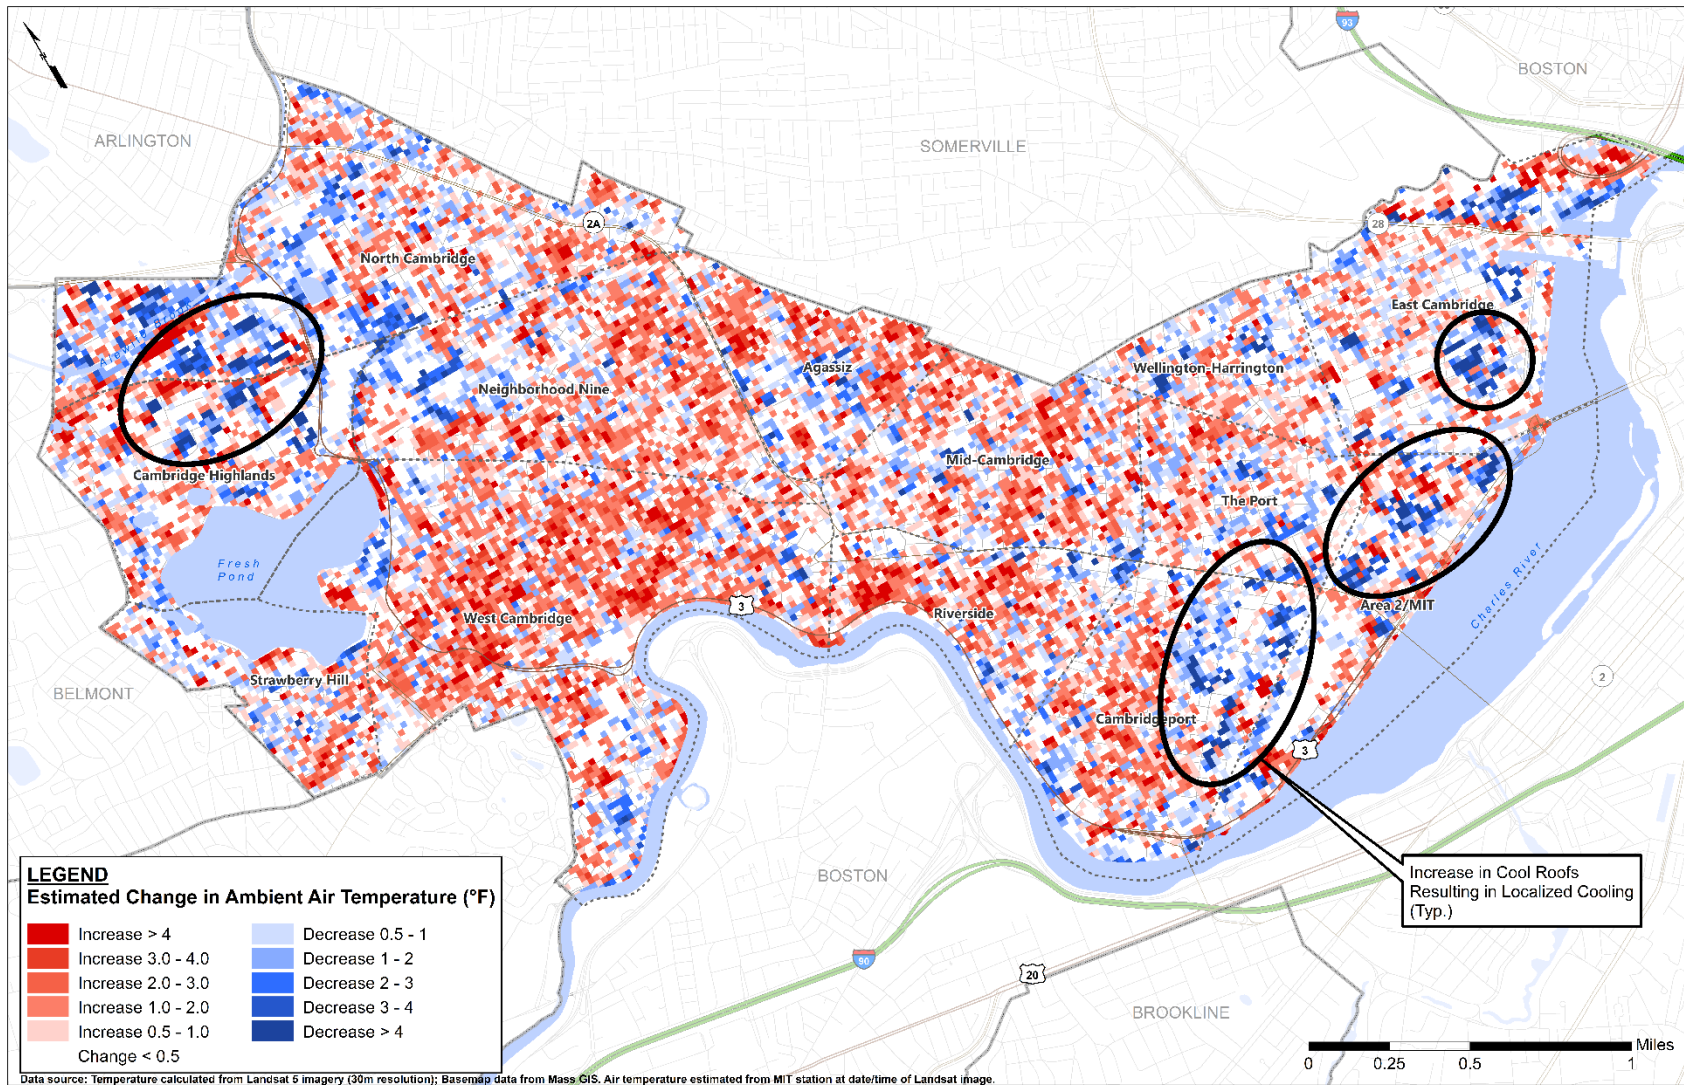 93
BOSTON
ARLINGTON
SOMERVILLE
2A
28
North Cambridge
East Cambridge
Alewife Brook
Agassiz
Wellington-Harrington
Neighborhood Nine
Mid-Cambridge
Cambridge Highlands
The Port
Fresh
Pond
Charles River
3
Area 2/MIT
West Cambridge
Riverside
2
Strawberry Hill
BELMONT
Cambridgeport
3
LEGEND
Estimated Change in Ambient Air Temperature (°F)
Increase > 4
Increase 3.0 - 4.0
Increase 2.0 - 3.0
Increase 1.0 - 2.0
Increase 0.5 - 1.0
Change < 0.5
Decrease 0.5 - 1
Decrease 1 - 2
Decrease 2 - 3
Decrease 3 - 4
Decrease > 4
BOSTON
Increase in Cool Roofs
Resulting in Localized Cooling
(Typ.)
90
20
BROOKLINE
Miles
0 0.25 0.5 1
Data source: Temperature calculated from Landsat 5 imagery (30m resolution); Basemap data from Mass GIS. Air temperature estimated from MIT station at date/time of Landsat image.